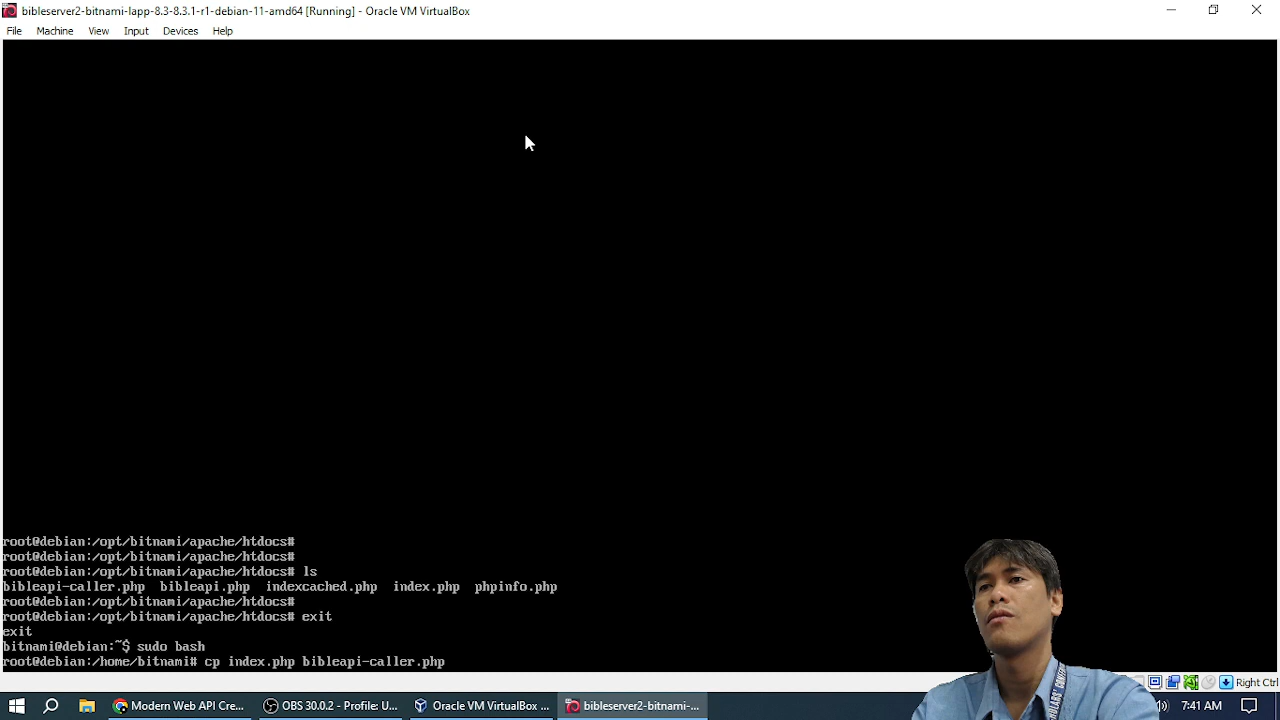 bibleserver2-bitnami-lapp-8.3-8.3.1-r1-debian-11-amd64 [Running] - Oracle VM VirtualBox
File Machine View Input Devices Help
root@debian:/opt/bitnami/apache/htdocs#
root@debian:/opt/bitnami/apache/htdocs#
root@debian:/opt/bitnami/apache/htdocs# ls
bibleapi-caller.php bibleapi.php indexcached.php index.php phpinfo.php
root@debian:/opt/bitnami/apache/htdocs#
root@debian:/opt/bitnami/apache/htdocs# exit
exit
bitnami@debian:~$ sudo bash
root@debian:/home/bitnami# cp index.php bibleapi-caller.php
Right Ctrl
Modern Web API Cre... OBS 30.0.2 - Profile: U... Oracle VM VirtualBox ... bibleserver2-bitnami-... 7:41 AM